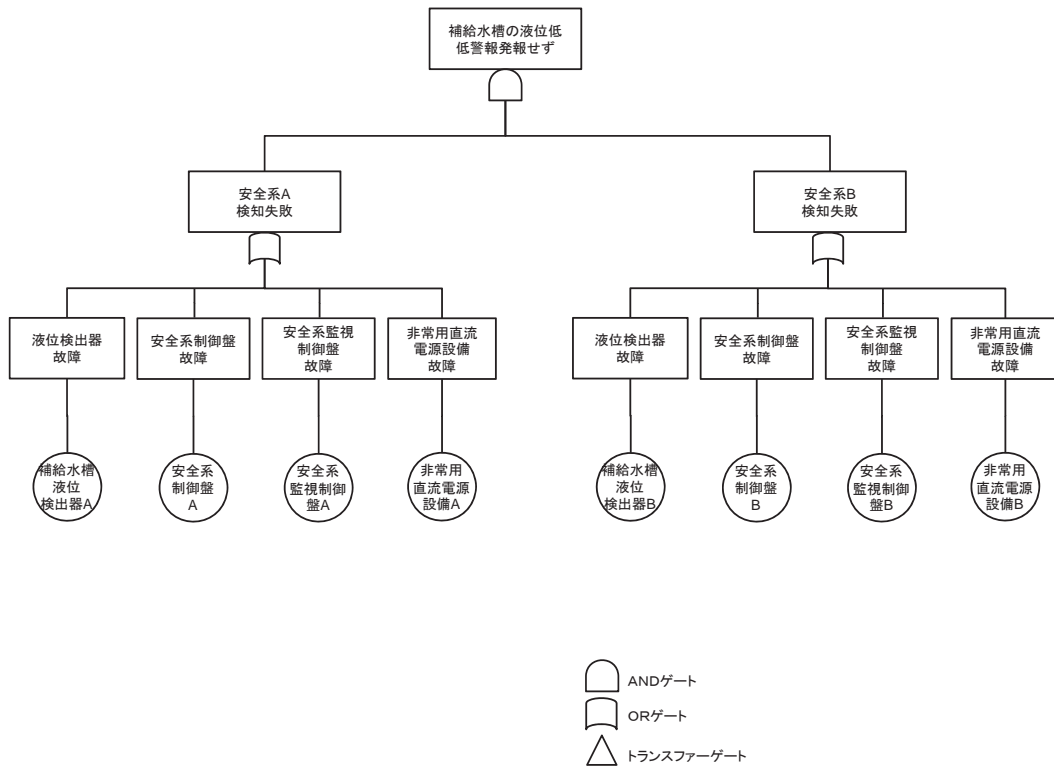 補給水槽の液位低
低警報発報せず
安全系A
検知失敗
安全系B
検知失敗
液位検出器
故障
安全系制御盤
故障
安全系監視
制御盤
故障
非常用直流
電源設備
故障
液位検出器
故障
安全系制御盤
故障
安全系監視
制御盤
故障
非常用直流
電源設備
故障
補給水槽
液位
検出器A
安全系
制御盤
A
安全系
監視制御
盤A
非常用
直流電源
設備A
補給水槽
液位
検出器B
安全系
制御盤
B
安全系
監視制御
盤B
非常用
直流電源
設備B
ANDゲート
ORゲート
トランスファーゲート